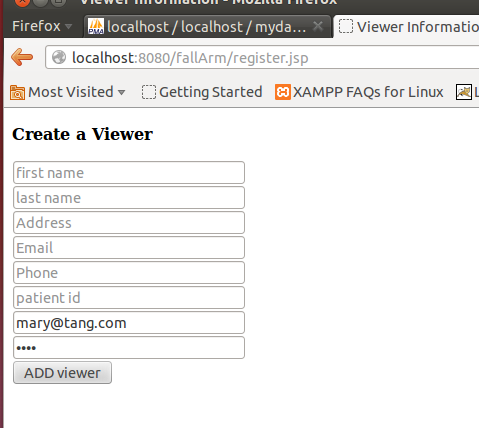 Viewer Information - Mozilla Firefox
Firefox
PMA
localhost / localhost / myda...
Viewer Informatio
localhost:8080/fallArm/register.jsp
Most Visited
Getting Started
XAMPP FAQs for Linux
L
Create a Viewer
first name
last name
Address
Email
Phone
patient id
mary@tang.com
••••
ADD viewer